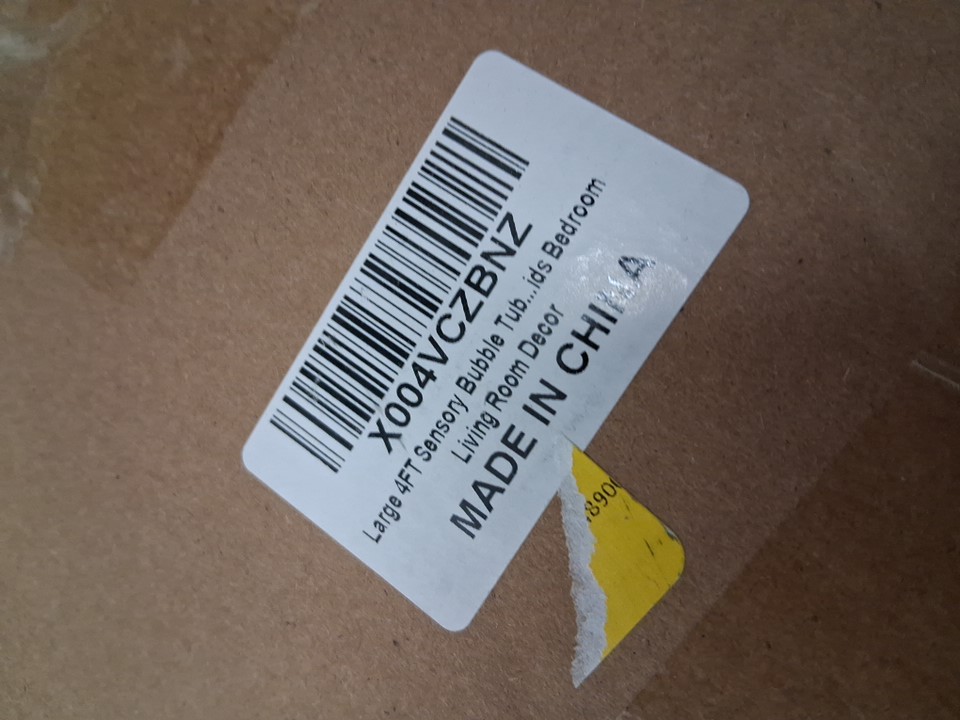 X004VCZBNZ
Large 4FT Sensory Bubble Tub...ids Bedroom
Living Room Decor
MADE IN CHINA